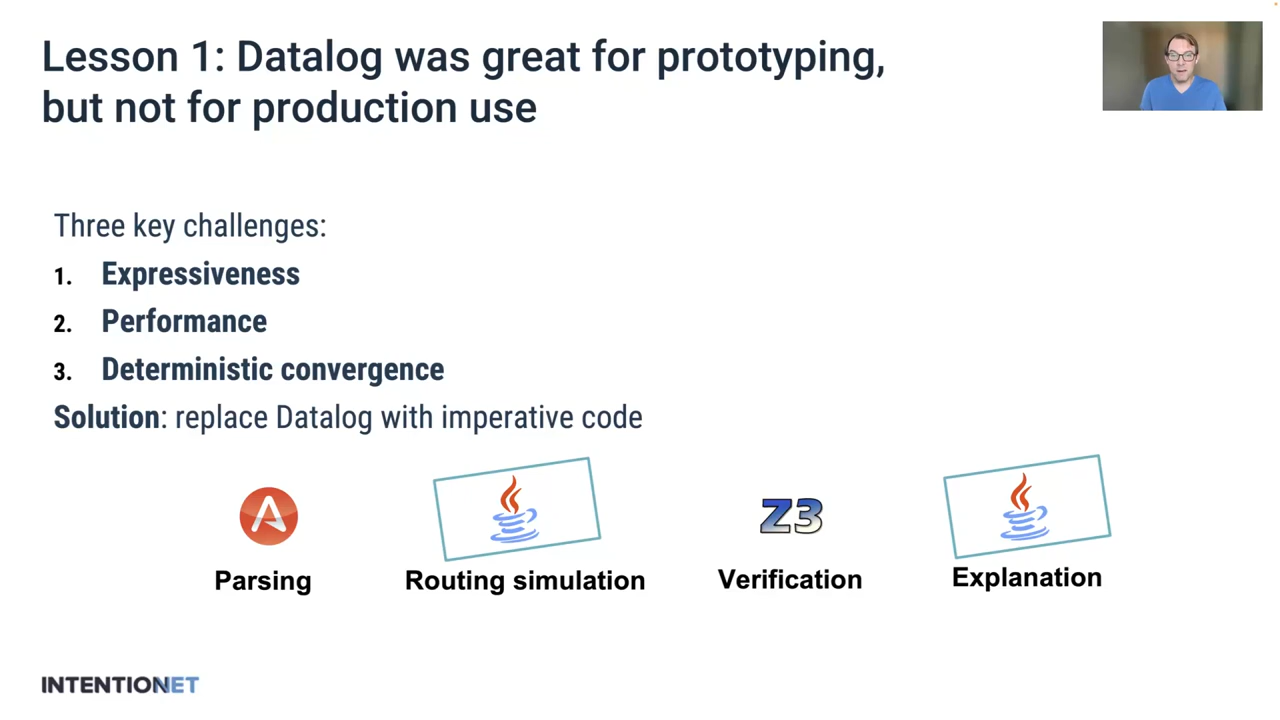 Lesson 1: Datalog was great for prototyping,
but not for production use
Three key challenges:
1. Expressiveness
2. Performance
3. Deterministic convergence
Solution: replace Datalog with imperative code
Z3
Parsing
Routing simulation
Verification
Explanation
INTENTIONET